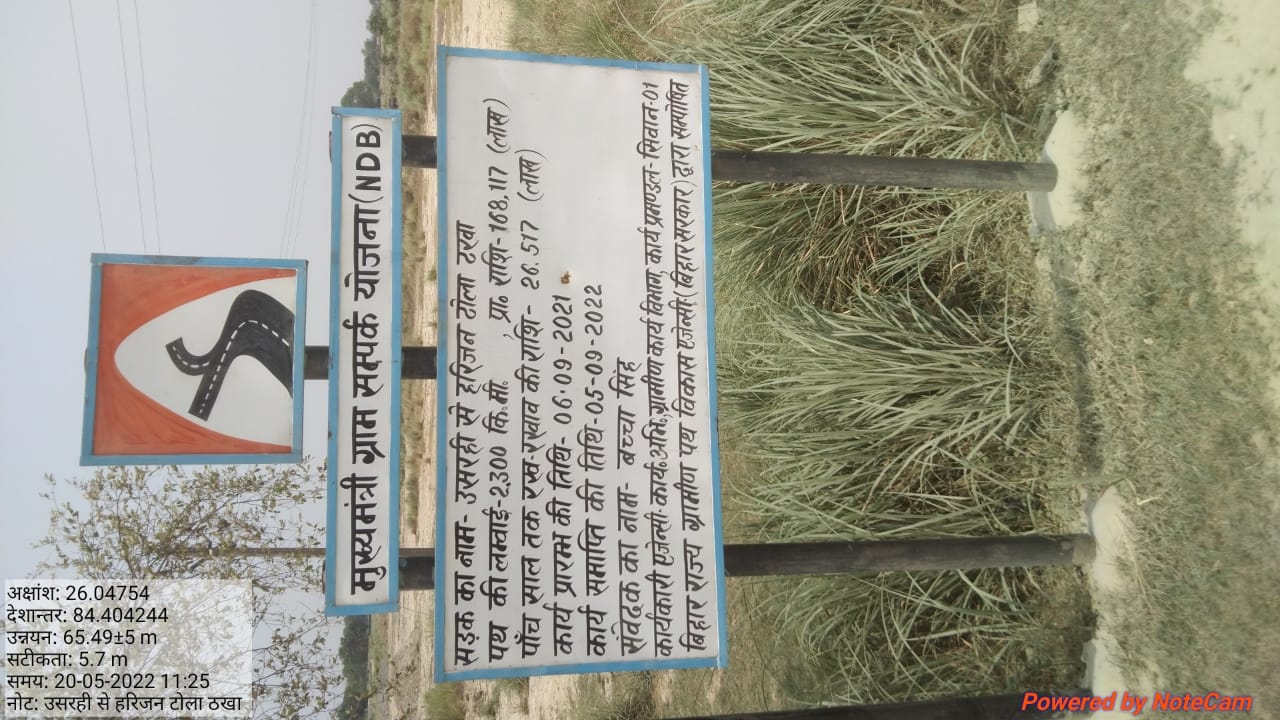 मुख्यमंत्री ग्राम सम्पर्क योजना (NDB)
सड़क का नाम- उसरही से हरिजन टोला ठखा
पथ की लम्बाई-2.300 कि.मी. , प्रा. राशि- 168.117 (लाख)
पाँच साल तक रख रखाव की राशि- 26.517 (लाख)
कार्य प्रारम्भ की तिथि- 06-09-2021
कार्य समाप्ति की तिथि-05-09-2022
संवेदक का नाम- बच्चा सिंह
कार्यकारी एजेन्सी-कार्य.अभि.ग्रामीण कार्य विभाग, कार्य प्रमण्डल- सिवान-01
बिहार राज्य ग्रामीण पथ विकास एजेन्सी (बिहार सरकार) द्वारा सम्पोषित
अक्षांश: 26.04754
देशान्तर: 84.404244
उन्नयन: 65.49±5 m
सटीकता: 5.7 m
समय: 20-05-2022 11:25
नोट: उसरही से हरिजन टोला ठखा
Powered by NoteCam